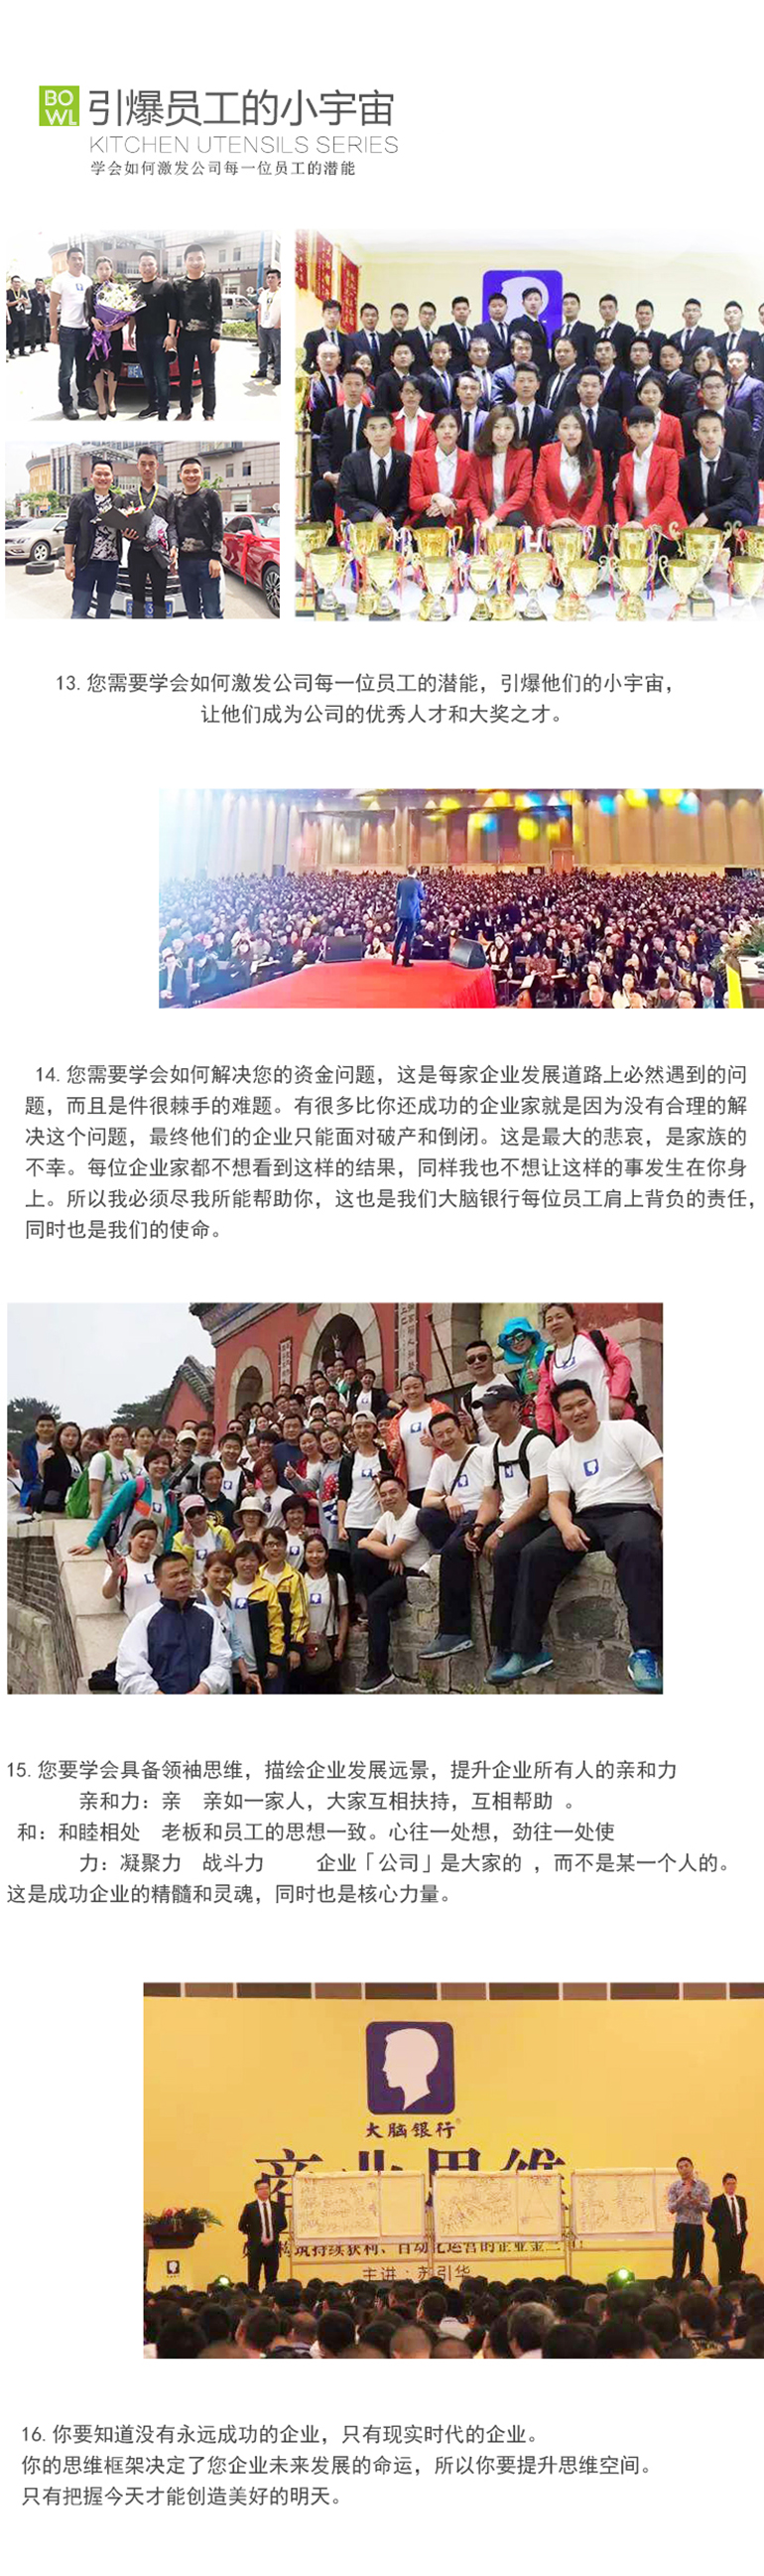 BO
WL
引爆员工的小宇宙
KITCHEN UTENSILS SERIES
学会如何激发公司每一位员工的潜能
13.您需要学会如何激发公司每一位员工的潜能，引爆他们的小宇宙，
让他们成为公司的优秀人才和大奖之才。
14.您需要学会如何解决您的资金问题，这是每家企业发展道路上必然遇到的问
题，而且是件很棘手的难题。有很多比你还成功的企业家就是因为没有合理的解
决这个问题，最终他们的企业只能面对破产和倒闭。这是最大的悲哀，是家族的
不幸。每位企业家都不想看到这样的结果，同样我也不想让这样的事发生在你身
上。所以我必须尽我所能帮助你，这也是我们大脑银行每位员工肩上背负的责任，
同时也是我们的使命。
15.您要学会具备领袖思维，描绘企业发展远景，提升企业所有人的亲和力
亲和力：亲 亲如一家人，大家互相扶持，互相帮助 。
和：和睦相处 老板和员工的思想一致。心往一处想，劲往一处使
力：凝聚力 战斗力 企业「公司」是大家的 ，而不是某一个人的。
这是成功企业的精髓和灵魂，同时也是核心力量。
大脑银行®
商业思维
构筑持续获利、自动化运营的企业金三
主讲：苏引华
16.你要知道没有永远成功的企业，只有现实时代的企业。
你的思维框架决定了您企业未来发展的命运，所以你要提升思维空间。
只有把握今天才能创造美好的明天。